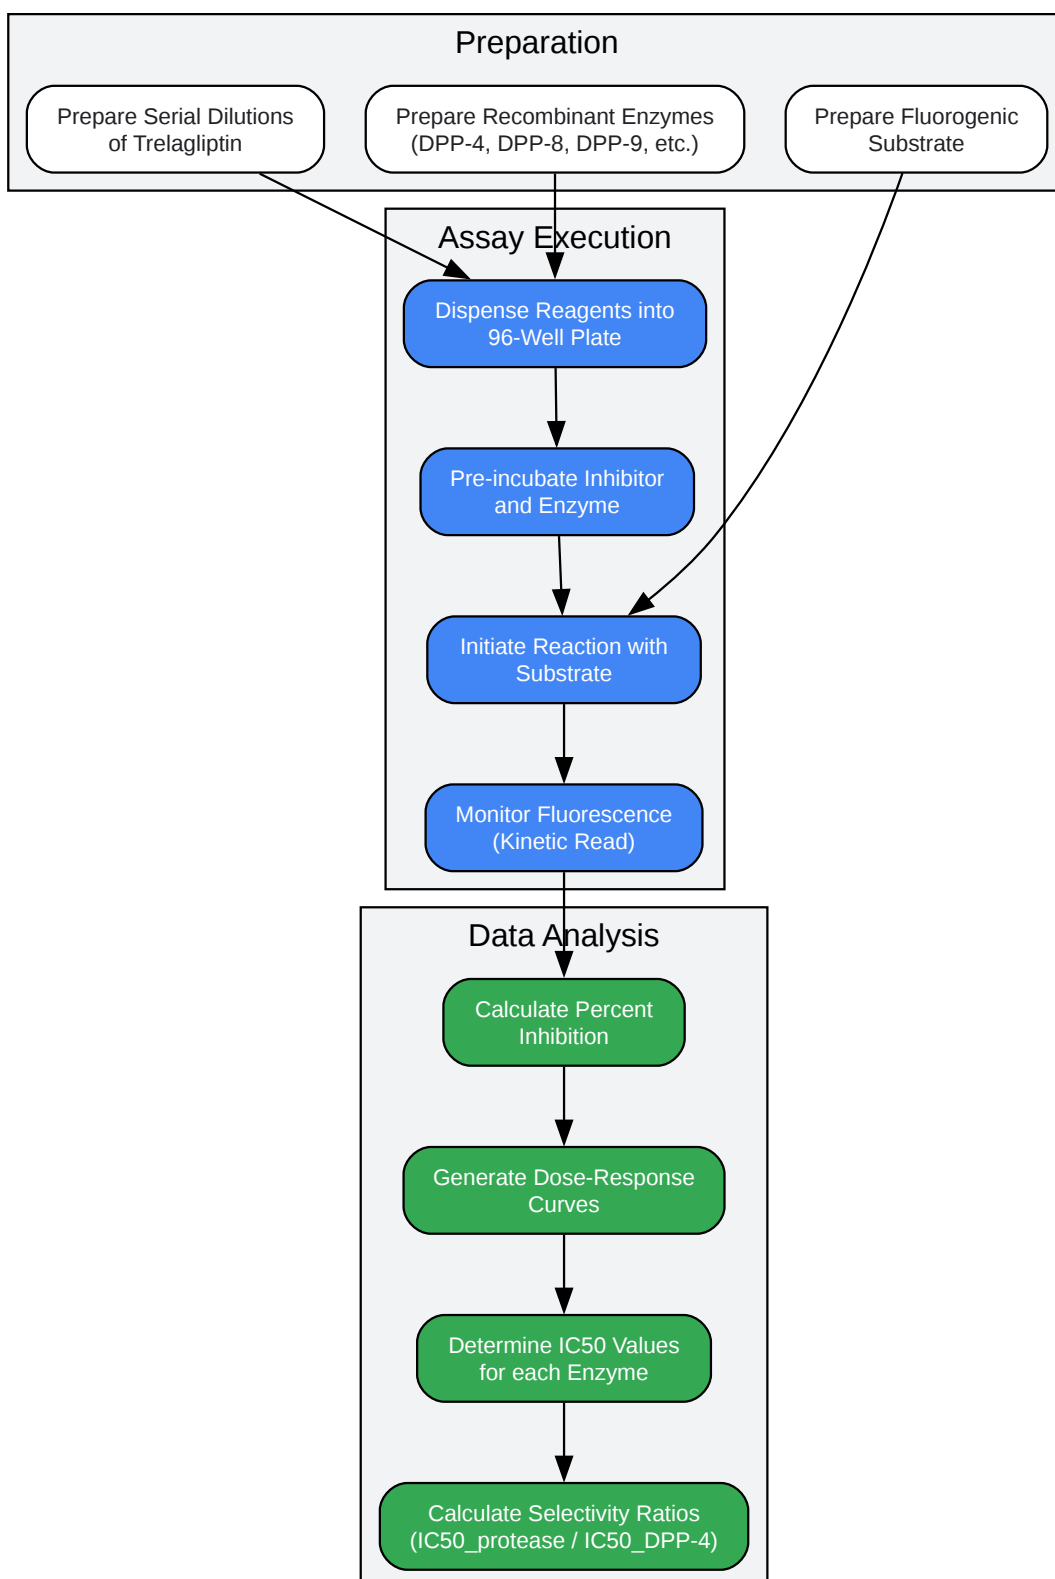 Preparation
Prepare Serial Dilutions
of Trelagliptin
Prepare Recombinant Enzymes
(DPP-4, DPP-8, DPP-9, etc.)
Prepare Fluorogenic
Substrate
Assay Execution
Dispense Reagents into
96-Well Plate
Pre-incubate Inhibitor
and Enzyme
Initiate Reaction with
Substrate
Monitor Fluorescence
(Kinetic Read)
Data Analysis
Calculate Percent
Inhibition
Generate Dose-Response
Curves
Determine IC50 Values
for each Enzyme
Calculate Selectivity Ratios
(IC50_protease / IC50_DPP-4)